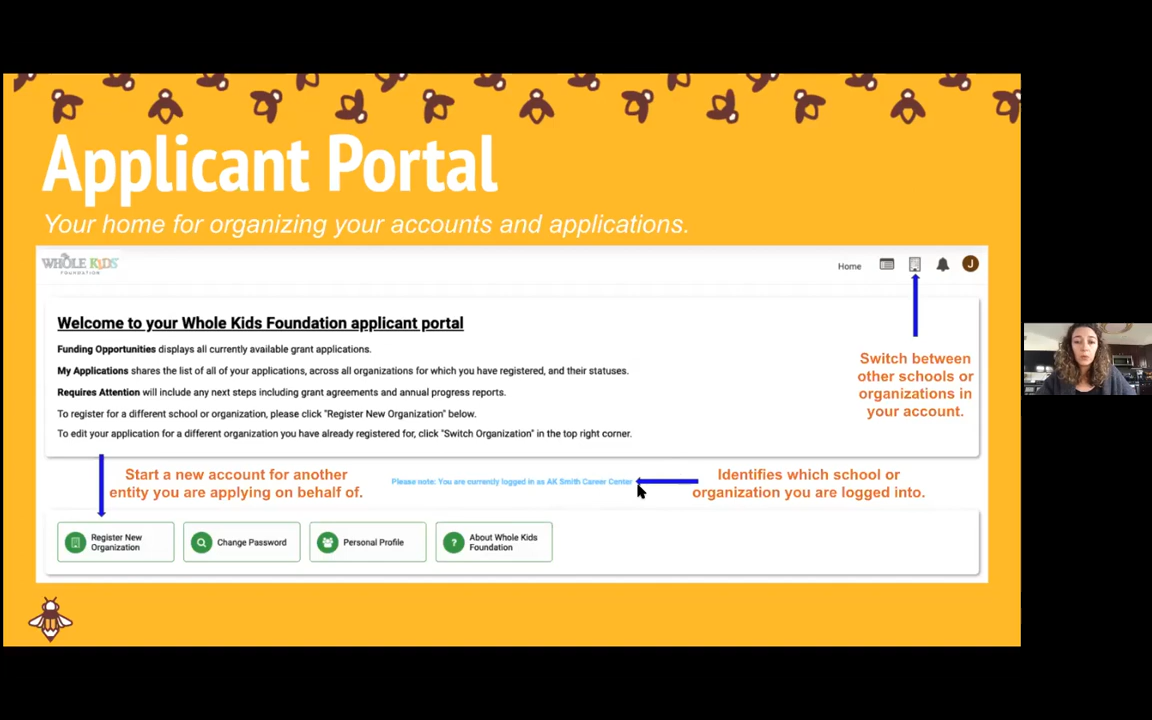 Applicant Portal
Your home for organizing your accounts and applications.
WHOLE KIDS
FOUNDATION
Home
J
Welcome to your Whole Kids Foundation applicant portal
Funding Opportunities displays all currently available grant applications.
My Applications shares the list of all of your applications, across all organizations for which you have registered, and their statuses.
Requires Attention will include any next steps including grant agreements and annual progress reports.
To register for a different school or organization, please click "Register New Organization" below.
To edit your application for a different organization you have already registered for, click "Switch Organization" in the top right corner.
Switch between
other schools or
organizations in
your account.
Start a new account for another
entity you are applying on behalf of.
Please note: You are currently logged in as AK Smith Career Center
Identifies which school or
organization you are logged into.
Register New
Organization
Change Password
Personal Profile
?
About Whole Kids
Foundation